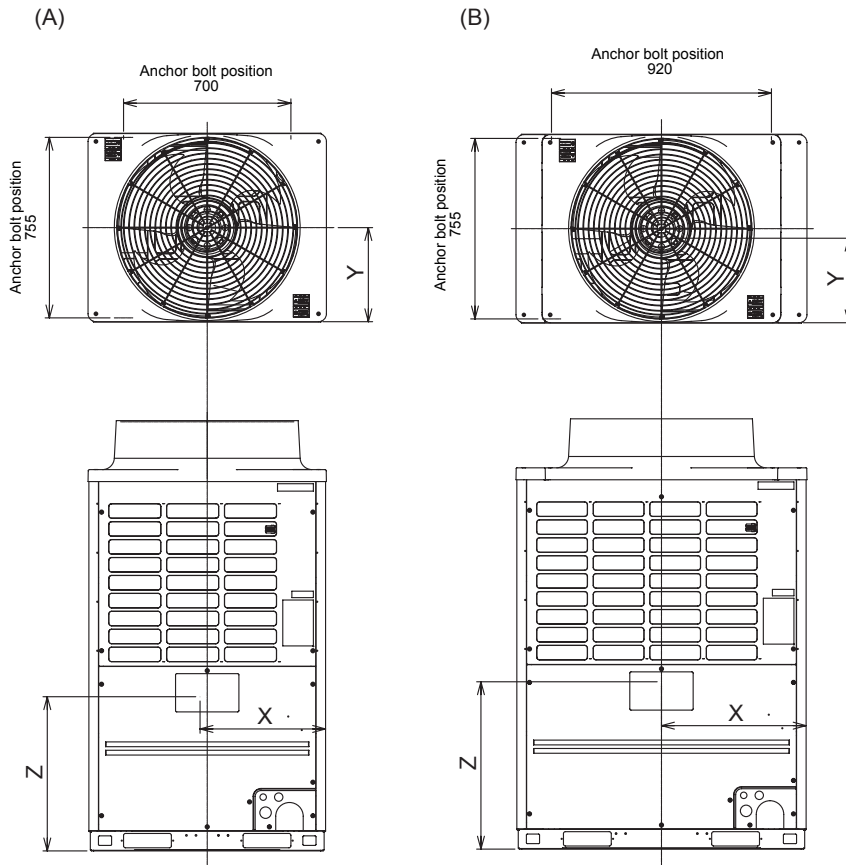 (A)
Anchor bolt position
700
Anchor bolt position
755
Y
X
Z
(B)
Anchor bolt position
920
Anchor bolt position
755
Y
X
Z